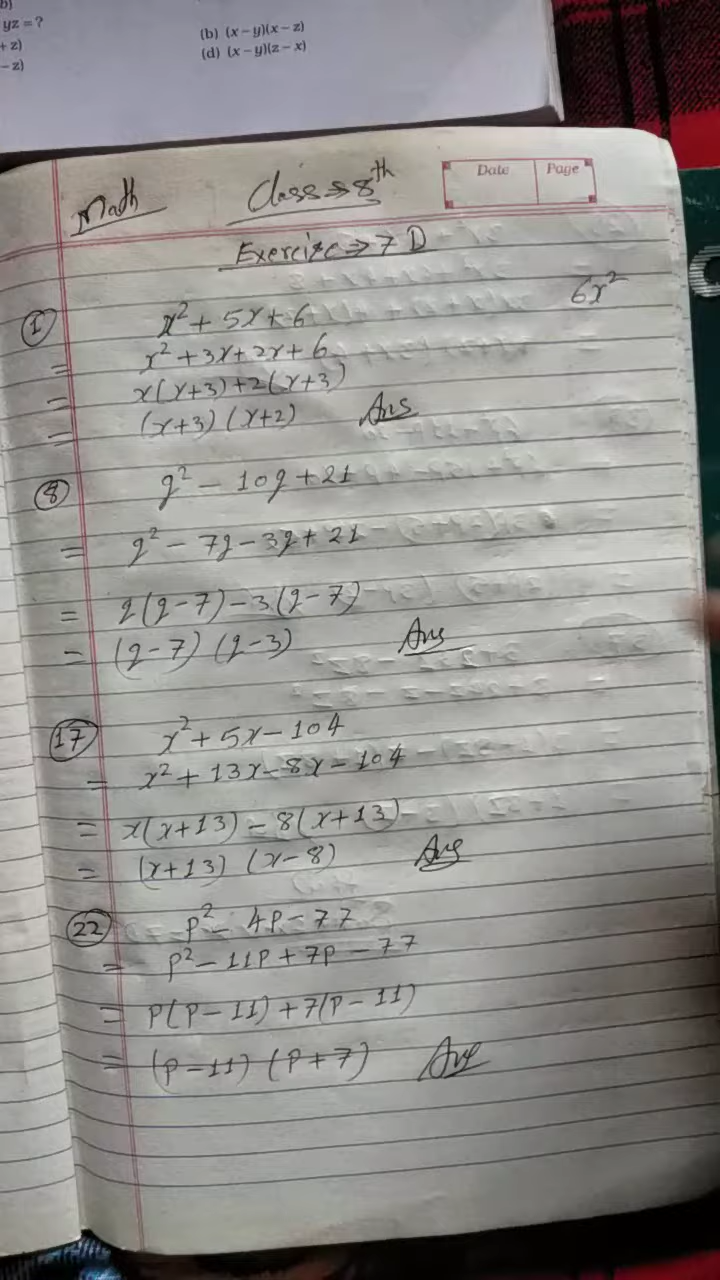 b)
yz = ?
+ z)
– z)
(b) (x – y)(x – z)
(d) (x – y)(z – x)
Math
Class → 8th
Date
Page
Exercise → 7 D
6x²
① x² + 5x + 6
= x² + 3x + 2x + 6
= x(x+3) + 2(x+3)
= (x+3) (x+2) Ans
⑧ q² – 10q + 21
= q² – 7q – 3q + 21
= q(q–7) – 3(q–7)
= (q–7) (q–3) Ans
⑰ x² + 5x – 104
= x² + 13x – 8x – 104
= x(x+13) – 8(x+13)
= (x+13) (x–8) Ans
㉒ p² – 4p – 77
= p² – 11p + 7p – 77
= p(p–11) + 7(p–11)
= (p–11) (p+7) Ans